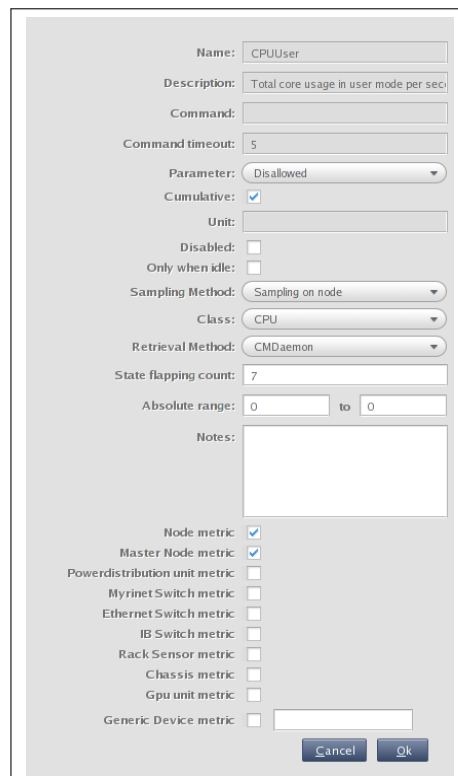 Name: CPUUser
Description: Total core usage in user mode per sec
Command:
Command timeout: 5
Parameter: Disallowed
Cumulative:
Unit:
Disabled:
Only when idle:
Sampling Method: Sampling on node
Class: CPU
Retrieval Method: CMDaemon
State flapping count: 7
Absolute range: 0 to 0
Notes:
Node metric
Master Node metric
Powerdistribution unit metric
Myrinet Switch metric
Ethernet Switch metric
IB Switch metric
Rack Sensor metric
Chassis metric
Gpu unit metric
Generic Device metric
Cancel Ok